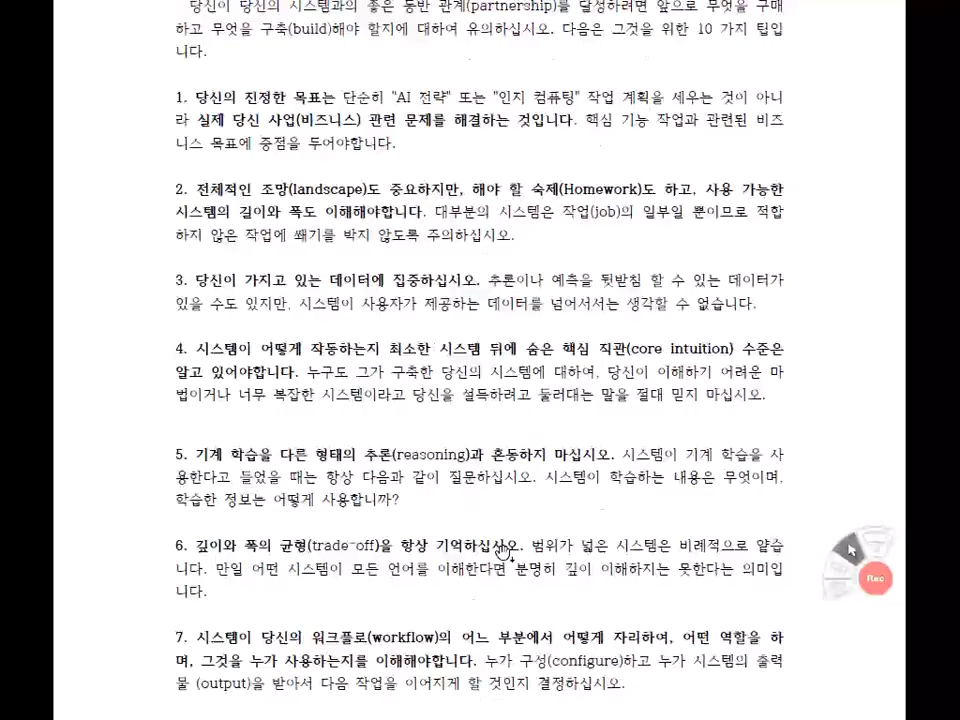 당신이 당신의 시스템과의 좋은 동반 관계(partnership)를 달성하려면 앞으로 무엇을 구매
하고 무엇을 구축(build)해야 할지에 대하여 유의하십시오. 다음은 그것을 위한 10 가지 팁입
니다.
1. 당신의 진정한 목표는 단순히 "AI 전략" 또는 "인지 컴퓨팅" 작업 계획을 세우는 것이 아니
라 실제 당신 사업(비즈니스) 관련 문제를 해결하는 것입니다. 핵심 기능 작업과 관련된 비즈
니스 목표에 중점을 두어야합니다.
2. 전체적인 조망(landscape)도 중요하지만, 해야 할 숙제(Homework)도 하고, 사용 가능한
시스템의 길이와 폭도 이해해야합니다. 대부분의 시스템은 작업(job)의 일부일 뿐이므로 적합
하지 않은 작업에 쐐기를 박지 않도록 주의하십시오.
3. 당신이 가지고 있는 데이터에 집중하십시오. 추론이나 예측을 뒷받침 할 수 있는 데이터가
있을 수도 있지만, 시스템이 사용자가 제공하는 데이터를 넘어서서는 생각할 수 없습니다.
4. 시스템이 어떻게 작동하는지 최소한 시스템 뒤에 숨은 핵심 직관(core intuition) 수준은
알고 있어야합니다. 누구도 그가 구축한 당신의 시스템에 대하여, 당신이 이해하기 어려운 마
법이거나 너무 복잡한 시스템이라고 당신을 설득하려고 둘러대는 말을 절대 믿지 마십시오.
5. 기계 학습을 다른 형태의 추론(reasoning)과 혼동하지 마십시오. 시스템이 기계 학습을 사
용한다고 들었을 때는 항상 다음과 같이 질문하십시오. 시스템이 학습하는 내용은 무엇이며,
학습한 정보는 어떻게 사용합니까?
6. 깊이와 폭의 균형(trade-off)을 항상 기억하십시오. 범위가 넓은 시스템은 비례적으로 얕습
니다. 만일 어떤 시스템이 모든 언어를 이해한다면 분명히 깊이 이해하지는 못한다는 의미입
니다.
7. 시스템이 당신의 워크플로(workflow)의 어느 부분에서 어떻게 자리하여, 어떤 역할을 하
며, 그것을 누가 사용하는지를 이해해야합니다. 누가 구성(configure)하고 누가 시스템의 출력
물 (output)을 받아서 다음 작업을 이어지게 할 것인지 결정하십시오.
Rec